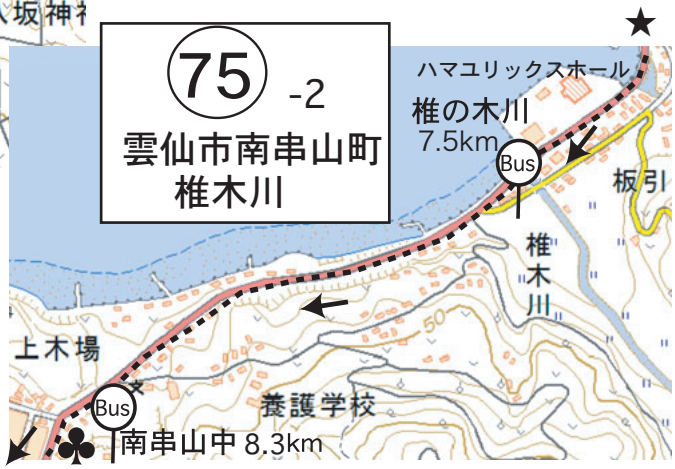 八坂神社
75
-2
雲仙市南串山町
椎木川
ハマユリックスホール
椎の木川
7.5km
Bus
板引
椎木川
50
上木場
Bus
養護学校
南串山中 8.3km